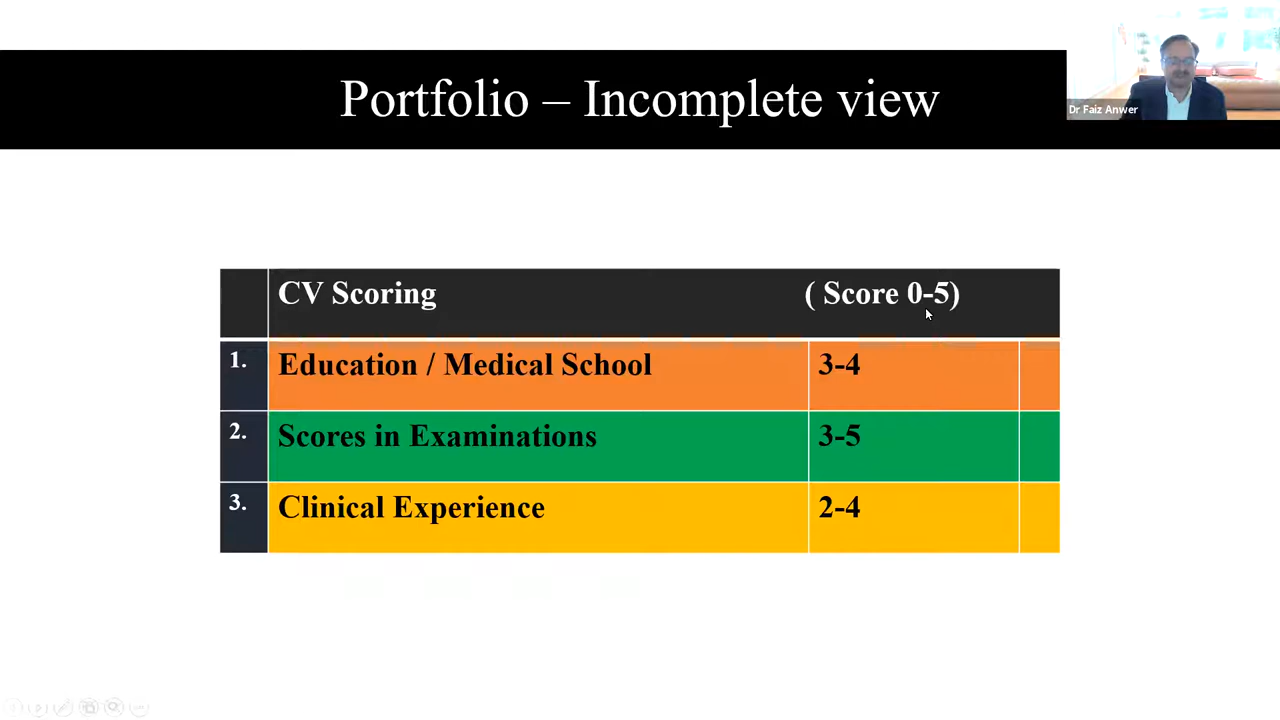 Portfolio – Incomplete view
Dr Faiz Anwer
CV Scoring ( Score 0-5)
1. Education / Medical School 3-4
2. Scores in Examinations 3-5
3. Clinical Experience 2-4